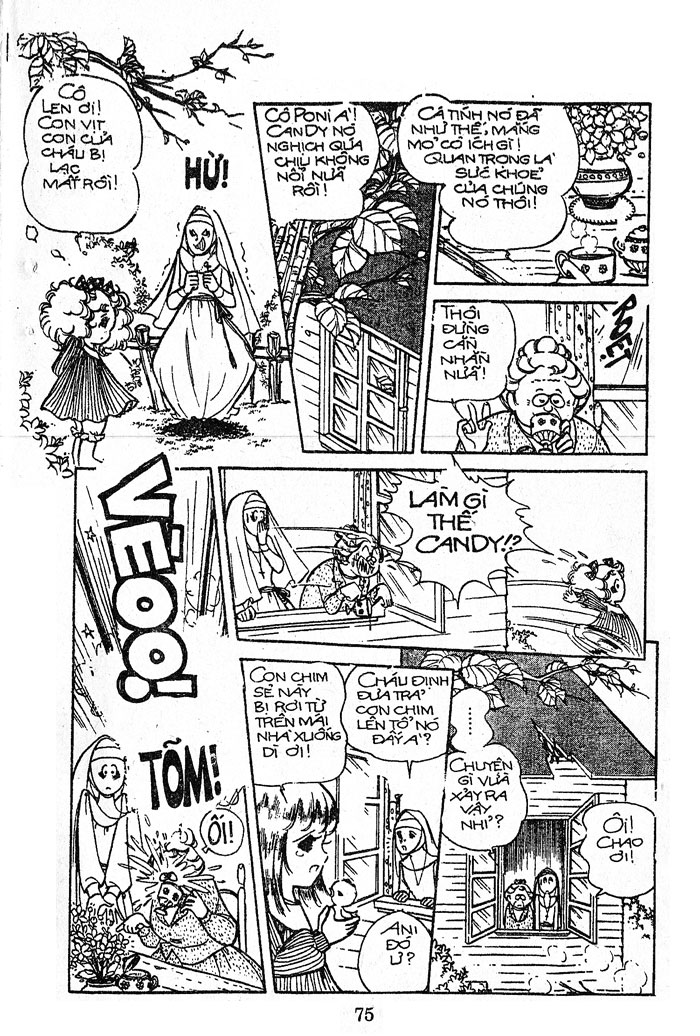 CÔ
LEN ƠI!
CON VỊT
CON CỦA
CHÁU BỊ
LẠC
MẤT RỒI!
HỪ!
CÔ PONI À!
CANDY NÓ
NGHỊCH QUÁ
CHỊU KHÔNG
NỔI NỮA
RỒI!
CÁ TÍNH NÓ ĐÃ
NHƯ THẾ, MẮNG
MỎ CÓ ÍCH GÌ!
QUAN TRỌNG LÀ
SỨC KHOẺ
CỦA CHÚNG
NÓ THÔI!
THÔI
ĐỪNG
CẰN
NHẰN
NỮA!
ROẸT
VÈOO!
LÀM GÌ
THẾ
CANDY!?
TÕM!
ỐI!
CON CHIM
SẺ NÀY
BỊ RƠI TỪ
TRÊN MÁI
NHÀ XUỐNG
DÌ ƠI!
CHÁU ĐỊNH
ĐƯA TRẢ
CON CHIM
LÊN TỔ NÓ
ĐẤY À?
ANI
ĐÓ
Ư?
......
CHUYỆN
GÌ VỪA
XẢY RA
VẬY
NHỈ?
ÔI!
CHAO
ƠI!
75